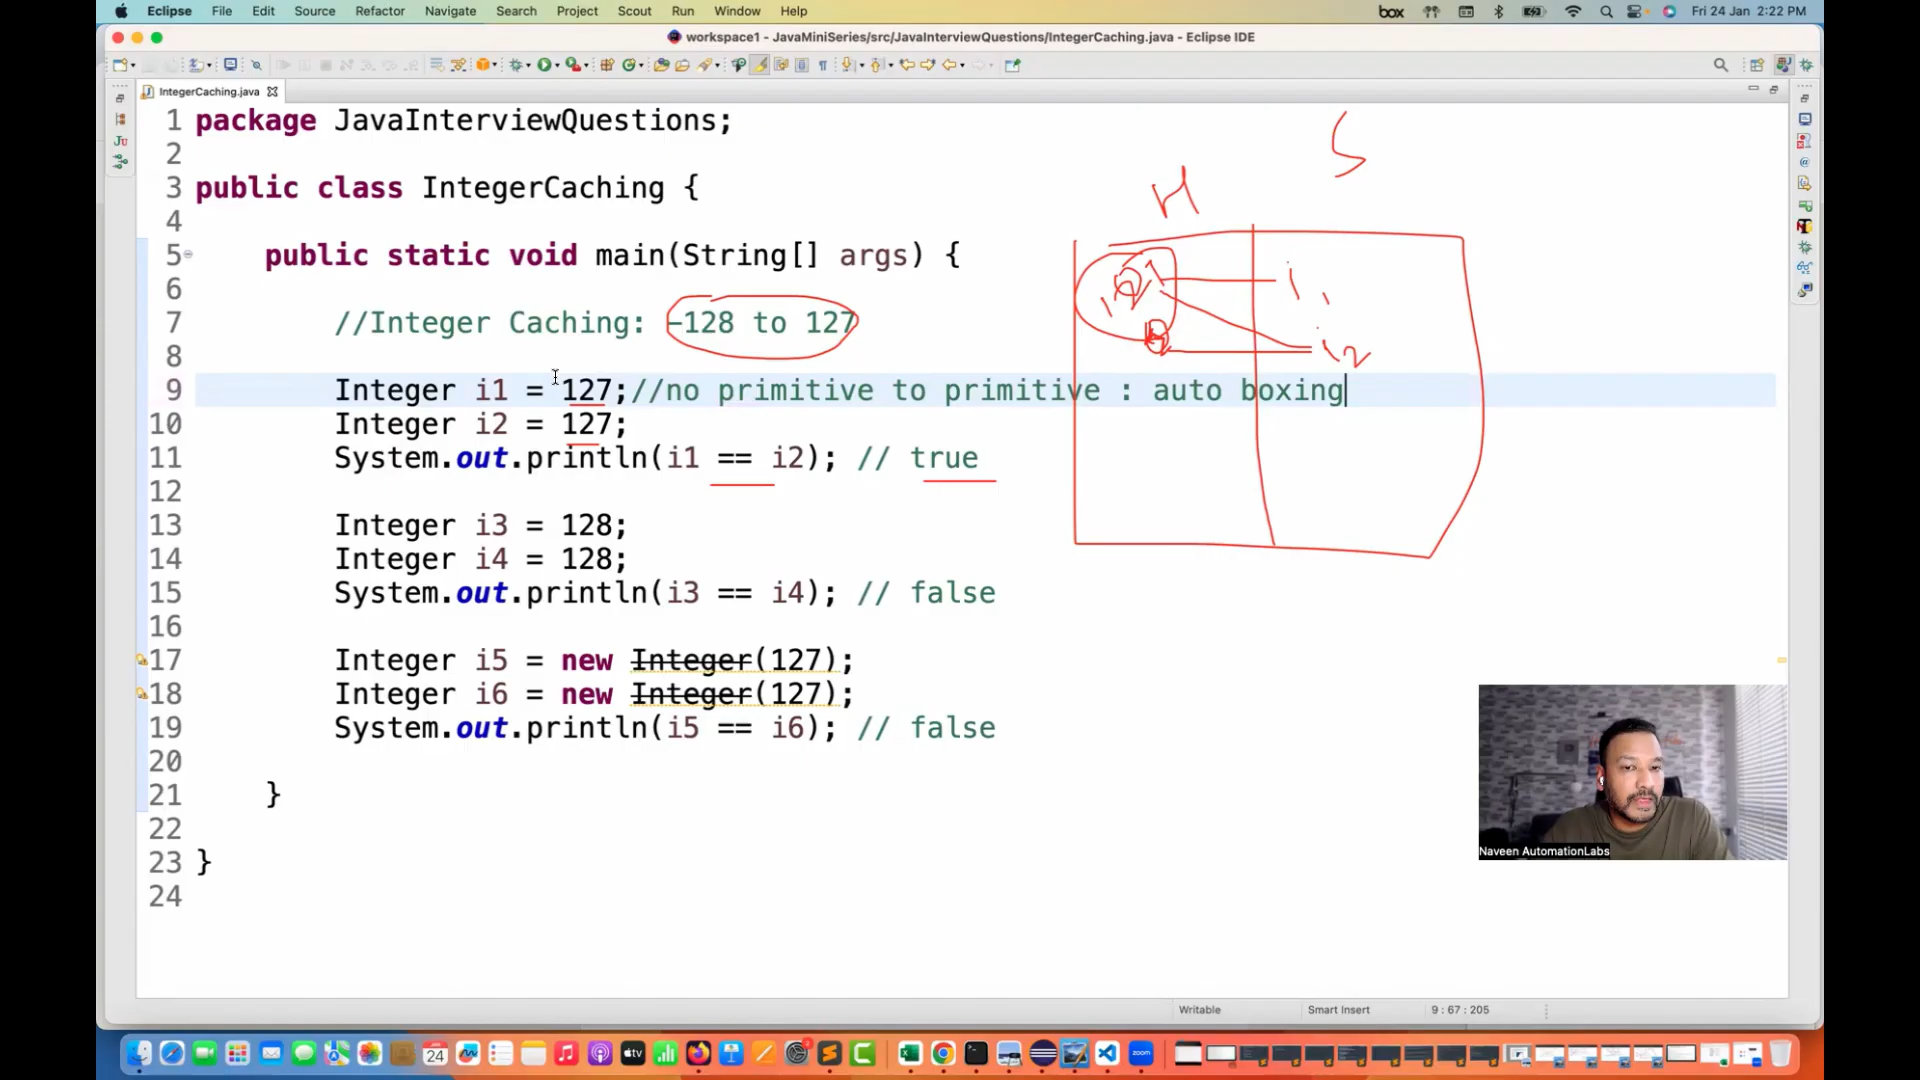 Eclipse File Edit Source Refactor Navigate Search Project Scout Run Window Help box Fri 24 Jan 2:22 PM
workspace1 - JavaMiniSeries/src/JavaInterviewQuestions/IntegerCaching.java - Eclipse IDE
IntegerCaching.java
1 package JavaInterviewQuestions;
2
3 public class IntegerCaching {
4
5 public static void main(String[] args) {
6
7 //Integer Caching: -128 to 127
8
9 Integer i1 = 127;//no primitive to primitive : auto boxing
10 Integer i2 = 127;
11 System.out.println(i1 == i2); // true
12
13 Integer i3 = 128;
14 Integer i4 = 128;
15 System.out.println(i3 == i4); // false
16
17 Integer i5 = new Integer(127);
18 Integer i6 = new Integer(127);
19 System.out.println(i5 == i6); // false
20
21 }
22
23 }
24
S
H
i1
i2
Naveen AutomationLabs
Writable Smart Insert 9 : 67 : 205
24 tv zoom